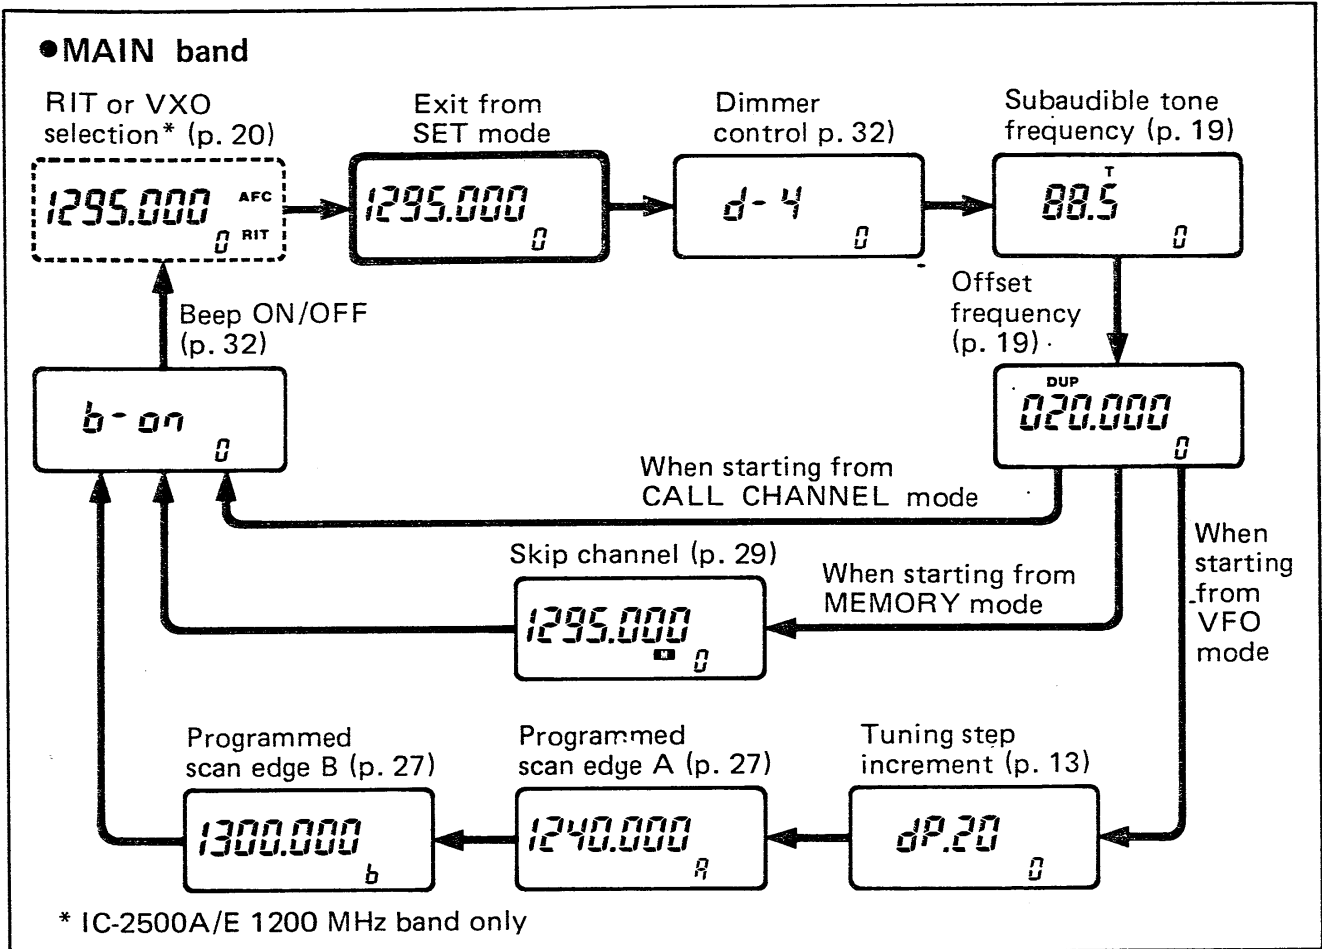 ●MAIN band
RIT or VXO
selection* (p. 20)
1295.000 AFC
0 RIT
Exit from
SET mode
1295.000
0
Dimmer
control p. 32)
d-4
0
Subaudible tone
frequency (p. 19)
T
88.5
0
Beep ON/OFF
(p. 32)
b-on
0
Offset
frequency
(p. 19)
DUP
020.000
0
When starting from
CALL CHANNEL mode
Skip channel (p. 29)
1295.000
M 0
When starting from
MEMORY mode
When
starting
from
VFO
mode
Programmed
scan edge B (p. 27)
1300.000
b
Programmed
scan edge A (p. 27)
1240.000
A
Tuning step
increment (p. 13)
dP.20
0
* IC-2500A/E 1200 MHz band only